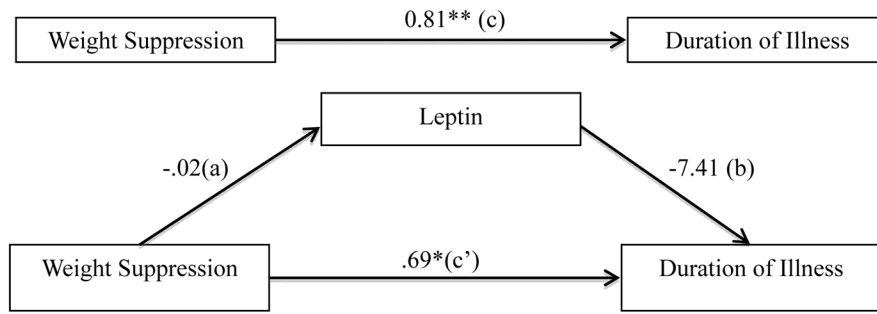 0.81** (c)
Weight Suppression
Duration of Illness
Leptin
-.02(a)
-7.41 (b)
.69*(c’)
Weight Suppression
Duration of Illness